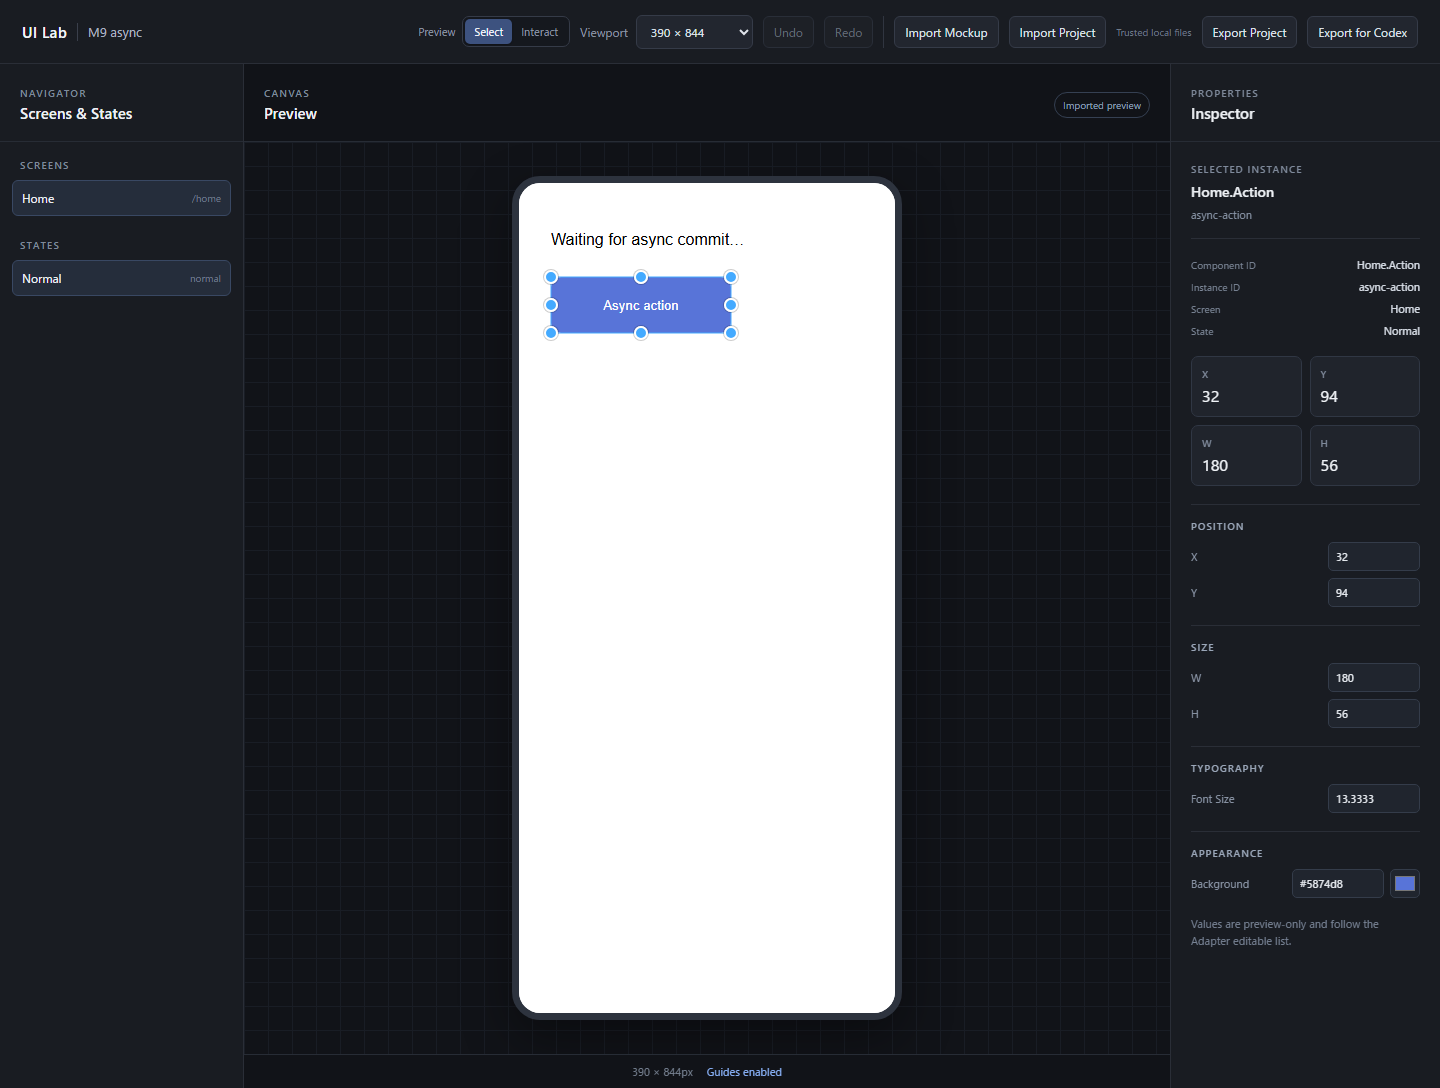 UI Lab
M9 async
Preview
Select
Interact
Viewport
390 × 844
Undo
Redo
Import Mockup
Import Project
Trusted local files
Export Project
Export for Codex
NAVIGATOR
Screens & States
SCREENS
Home
/home
STATES
Normal
normal
CANVAS
Preview
Imported preview
Waiting for async commit…
Async action
390 × 844px
Guides enabled
PROPERTIES
Inspector
SELECTED INSTANCE
Home.Action
async-action
Component ID
Home.Action
Instance ID
async-action
Screen
Home
State
Normal
X
32
Y
94
W
180
H
56
POSITION
X
32
Y
94
SIZE
W
180
H
56
TYPOGRAPHY
Font Size
13.3333
APPEARANCE
Background
#5874d8
Values are preview-only and follow the
Adapter editable list.